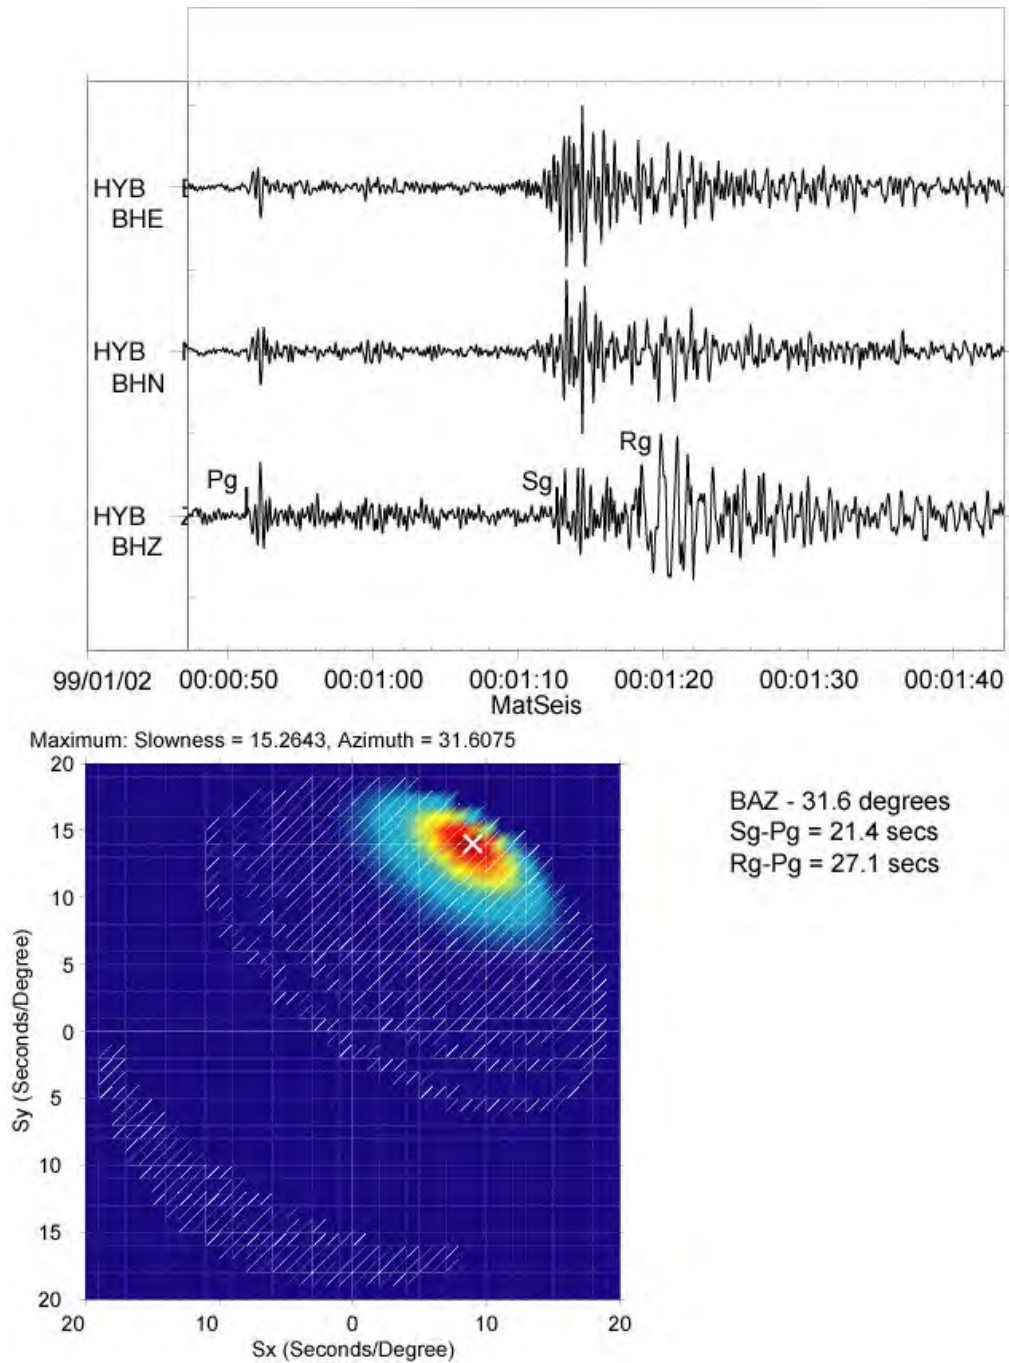 HYB E
BHE
HYB
BHN
Rg
Pg
Sg
HYB Z
BHZ
99/01/02 00:00:50 00:01:00 00:01:10 00:01:20 00:01:30 00:01:40
MatSeis
Maximum: Slowness = 15.2643, Azimuth = 31.6075
BAZ - 31.6 degrees
Sg-Pg = 21.4 secs
Rg-Pg = 27.1 secs
Sy (Seconds/Degree)
20
15
10
5
0
5
10
15
20
20 10 0 10 20
Sx (Seconds/Degree)